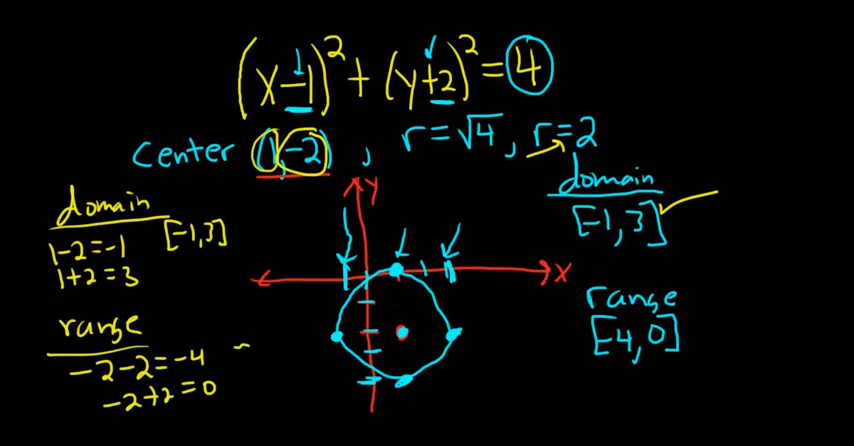 (x-1)² + (y+2)² = 4
center (1,-2) , r = √4 , r = 2
domain
1-2=-1 [-1,3]
1+2=3
range
-2-2=-4
-2+2=0
Y
X
domain
[-1,3]
range
[-4,0]